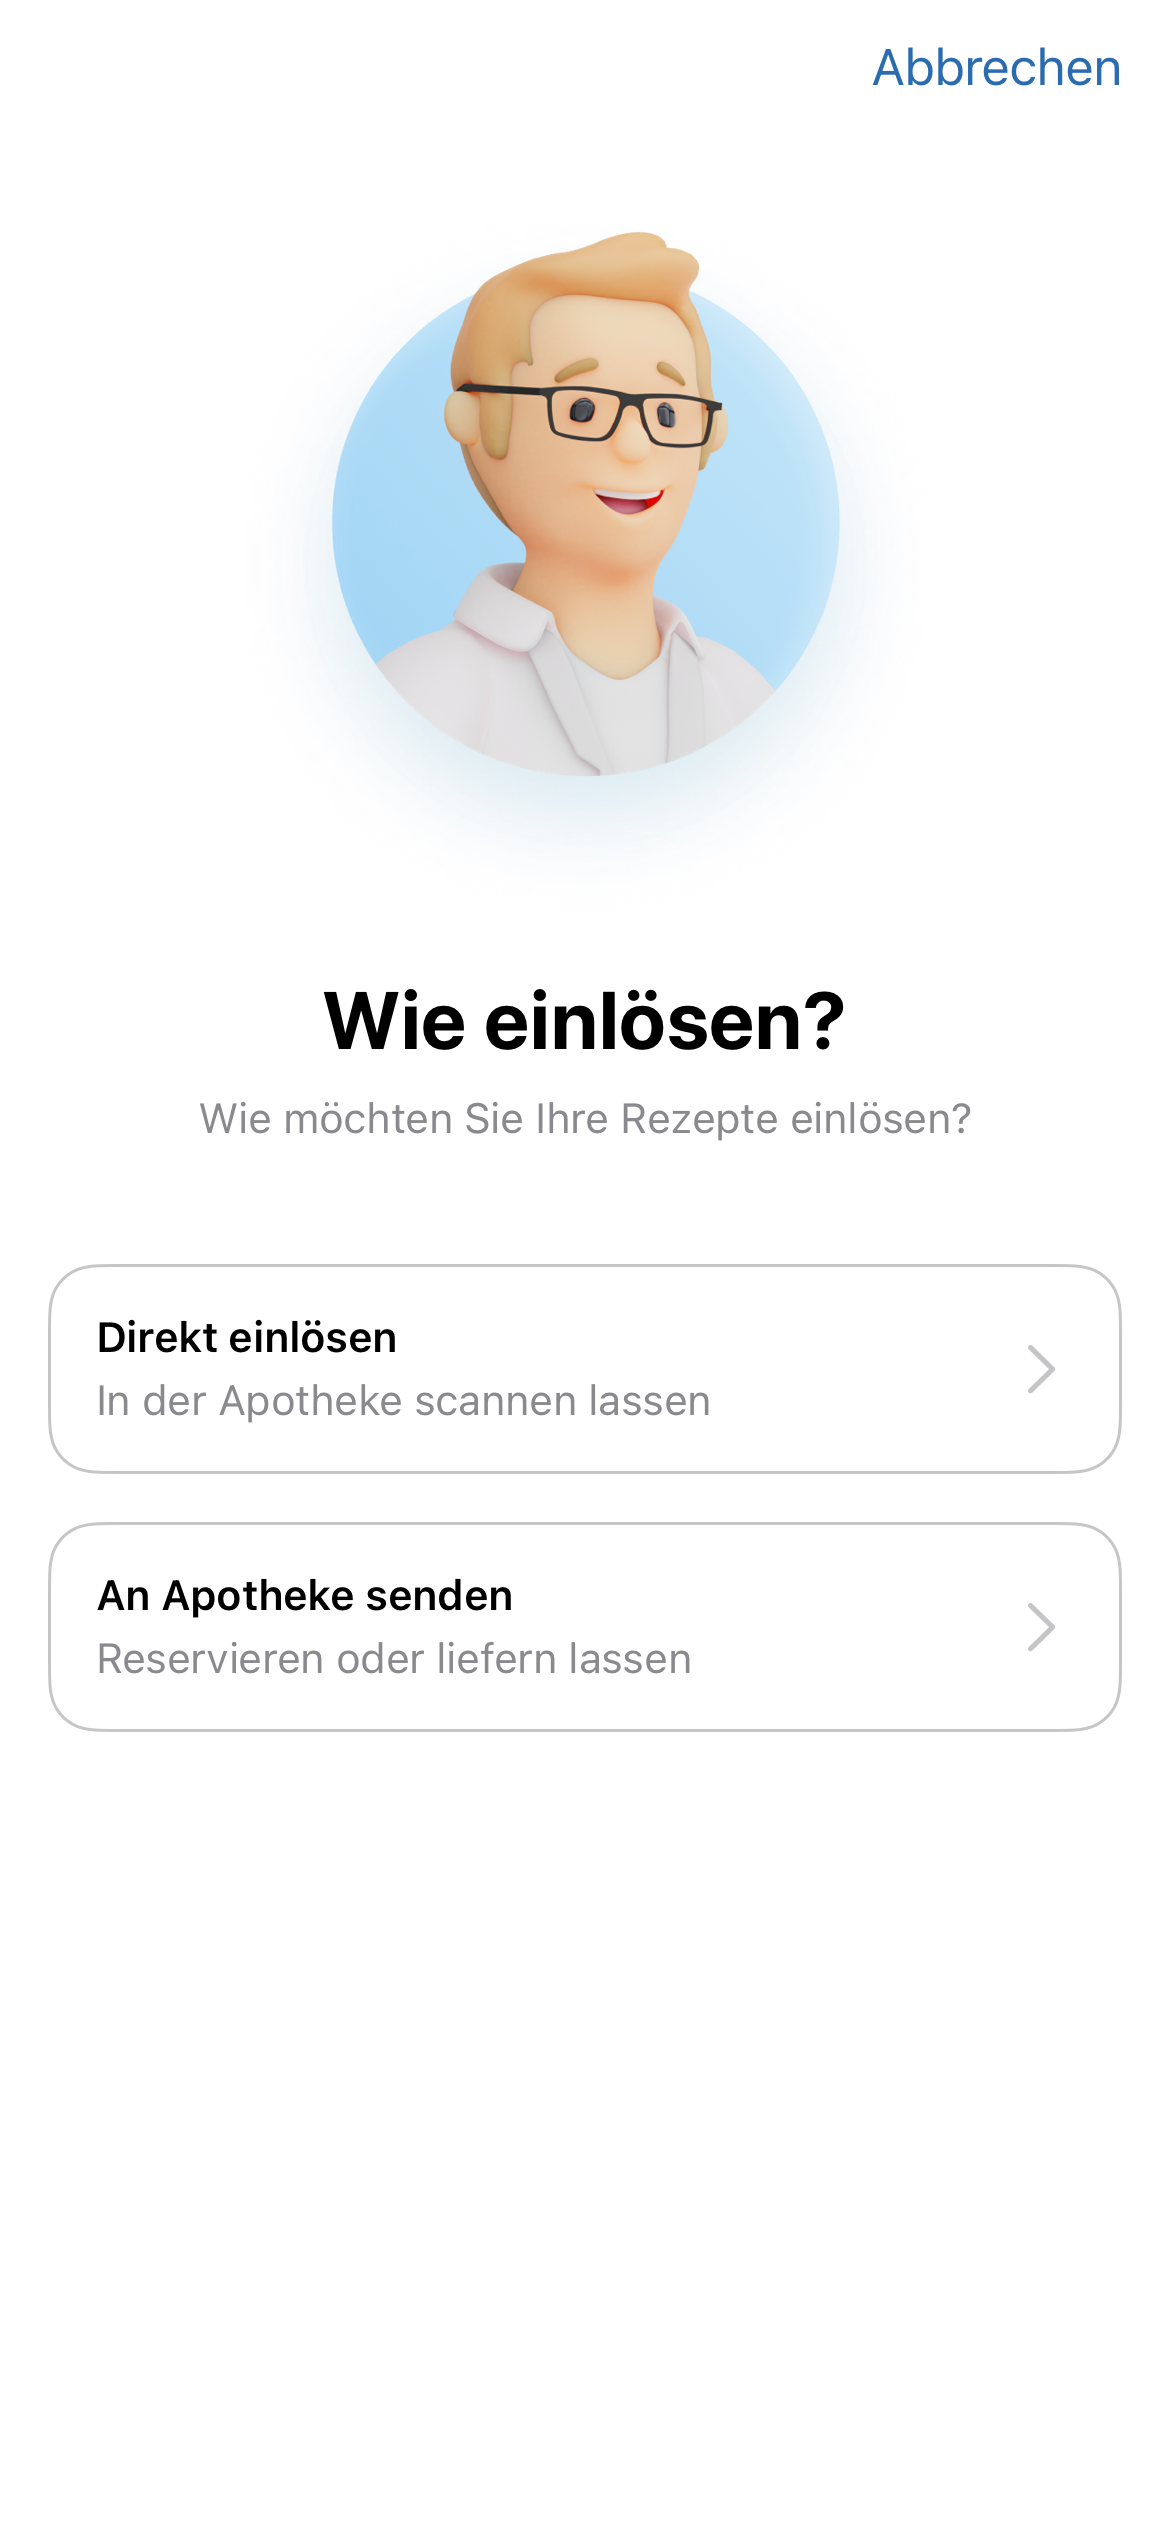 Abbrechen
Wie einlösen?
Wie möchten Sie Ihre Rezepte einlösen?
Direkt einlösen
In der Apotheke scannen lassen
An Apotheke senden
Reservieren oder liefern lassen